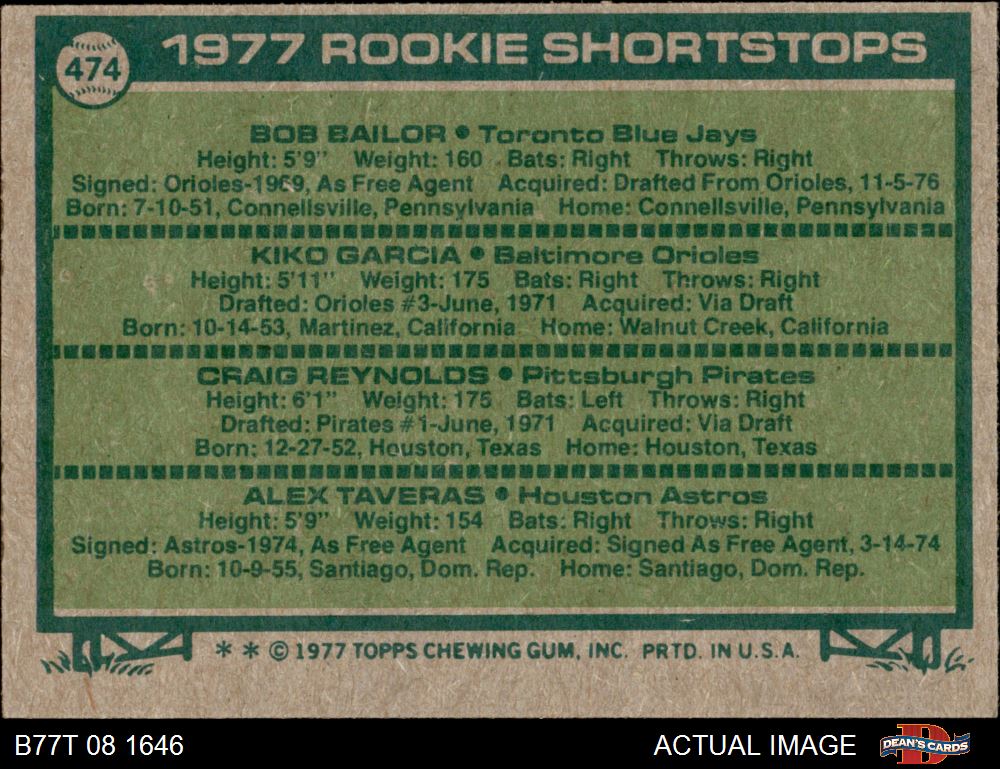 474
1977 ROOKIE SHORTSTOPS
BOB BAILOR • Toronto Blue Jays
Height: 5'9" Weight: 160 Bats: Right Throws: Right
Signed: Orioles-1969, As Free Agent Acquired: Drafted From Orioles, 11-5-76
Born: 7-10-51, Connellsville, Pennsylvania Home: Connellsville, Pennsylvania
KIKO GARCIA • Baltimore Orioles
Height: 5'11" Weight: 175 Bats: Right Throws: Right
Drafted: Orioles #3-June, 1971 Acquired: Via Draft
Born: 10-14-53, Martinez, California Home: Walnut Creek, California
CRAIG REYNOLDS • Pittsburgh Pirates
Height: 6'1" Weight: 175 Bats: Left Throws: Right
Drafted: Pirates #1-June, 1971 Acquired: Via Draft
Born: 12-27-52, Houston, Texas Home: Houston, Texas
ALEX TAVERAS • Houston Astros
Height: 5'9" Weight: 154 Bats: Right Throws: Right
Signed: Astros-1974, As Free Agent Acquired: Signed As Free Agent, 3-14-74
Born: 10-9-55, Santiago, Dom. Rep. Home: Santiago, Dom. Rep.
* * © 1977 TOPPS CHEWING GUM, INC. PRTD. IN U.S.A.
B77T 08 1646 ACTUAL IMAGE DEAN'S CARDS